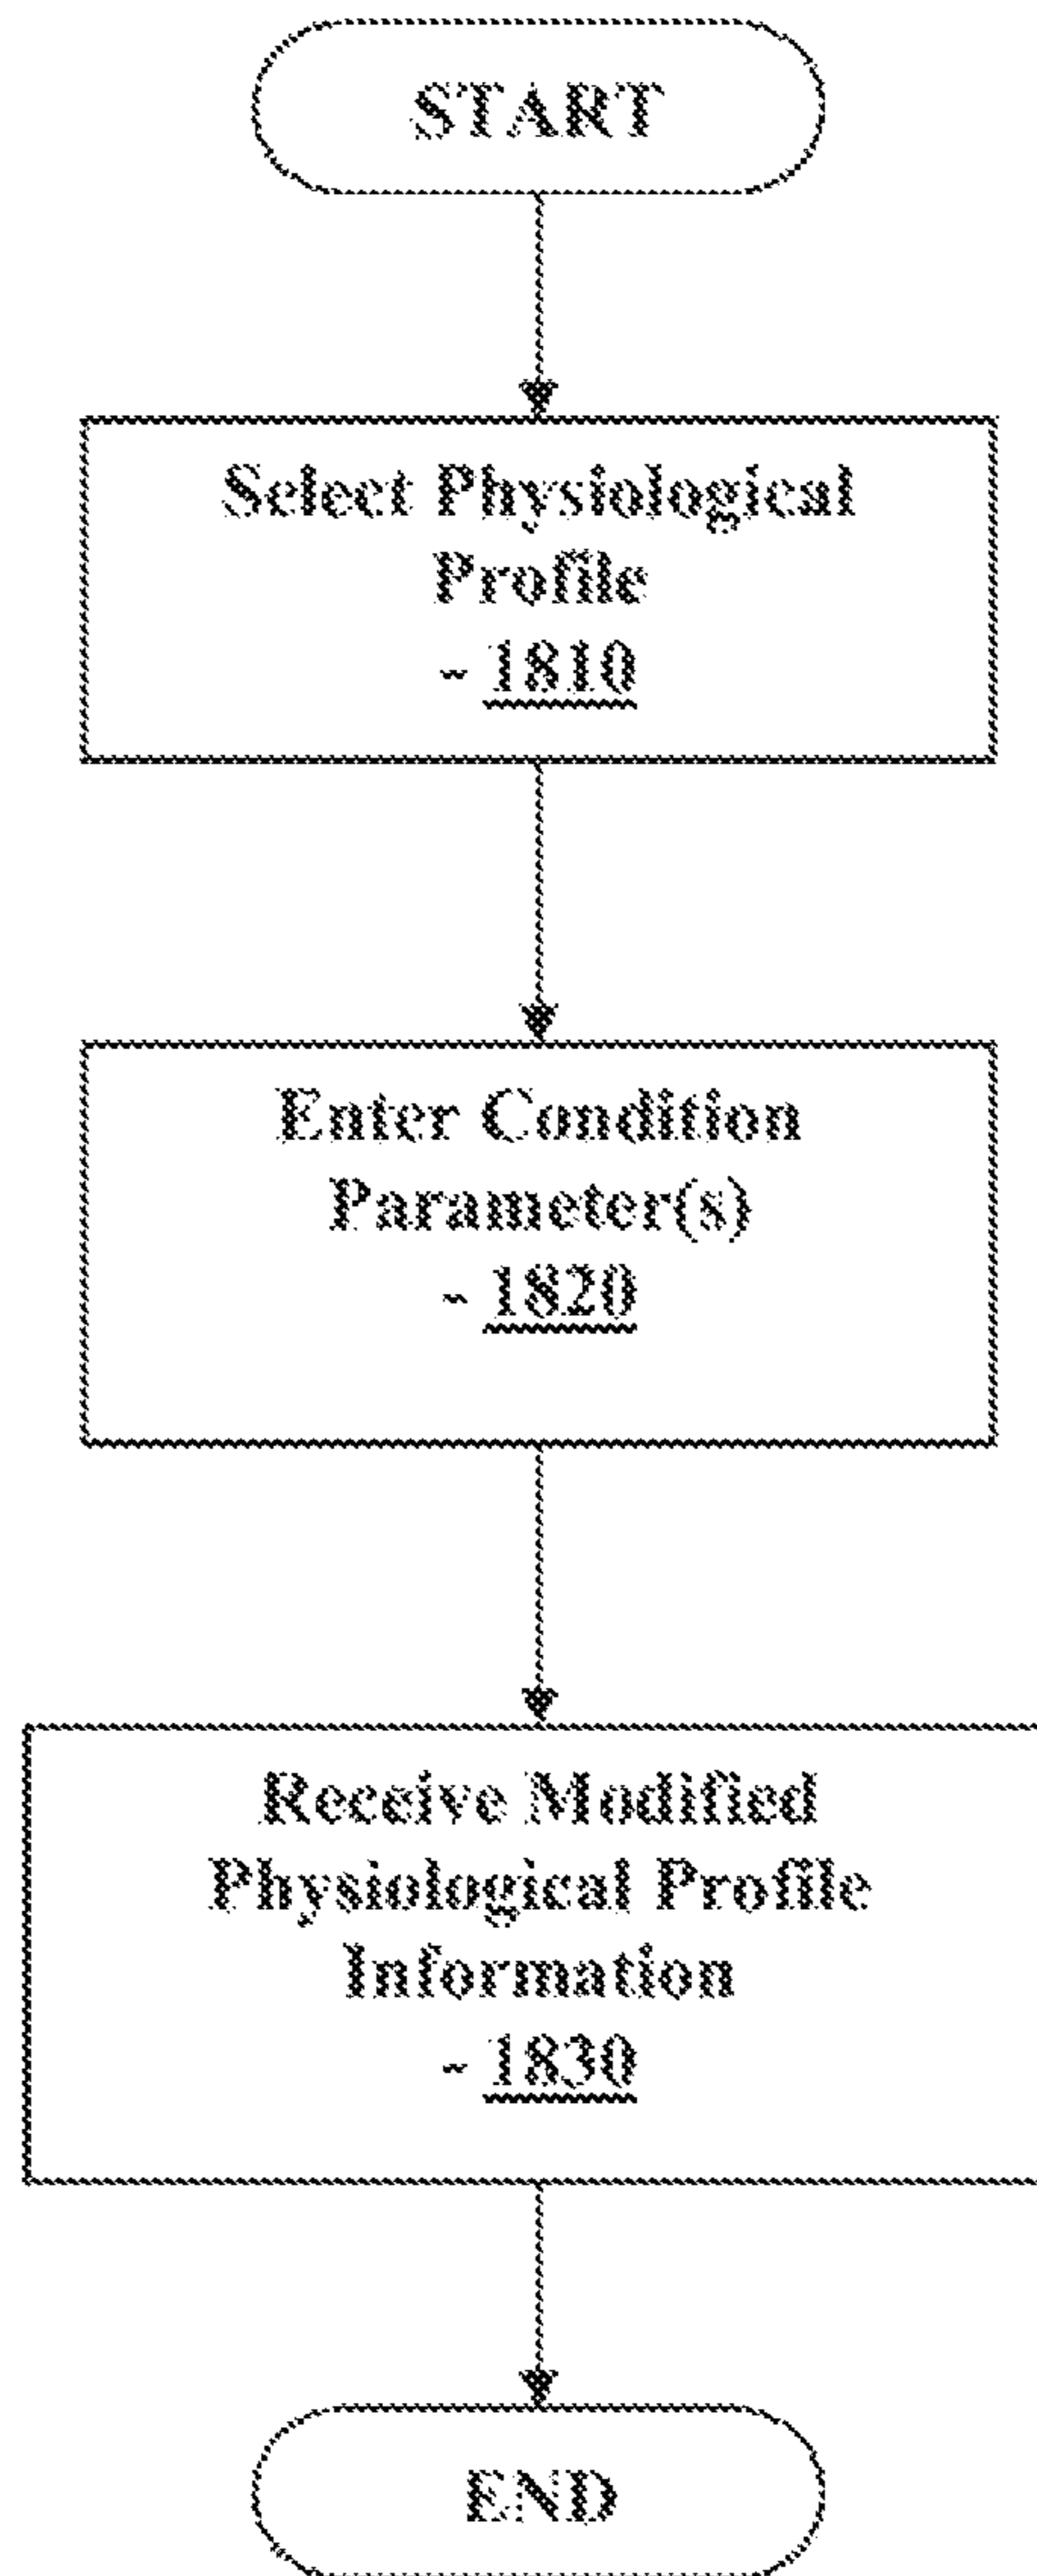 START
Select Physiological
Profile
- 1810
Enter Condition
Parameter(s)
- 1820
Receive Modified
Physiological Profile
Information
- 1830
END